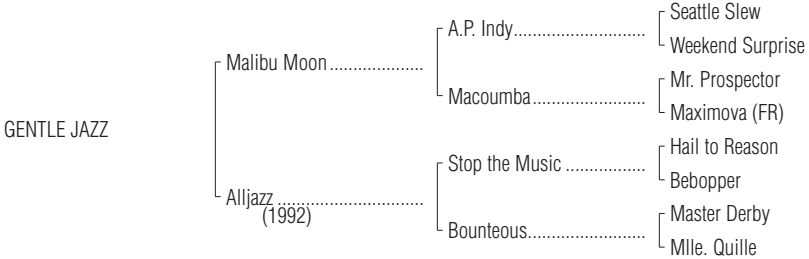 Seattle Slew
A.P. Indy
Weekend Surprise
Malibu Moon
Mr. Prospector
Macoumba
Maximova (FR)
GENTLE JAZZ
Hail to Reason
Stop the Music
Bebopper
Alljazz
(1992)
Master Derby
Bounteous
Mlle. Quille